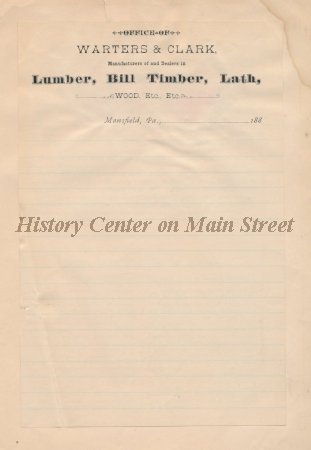 OFFICE OF
WARTERS & CLARK,
Manufacturers of and Dealers in
Lumber, Bill Timber, Lath,
WOOD, Etc., Etc.
Mansfield, Pa., 188
History Center on Main Street